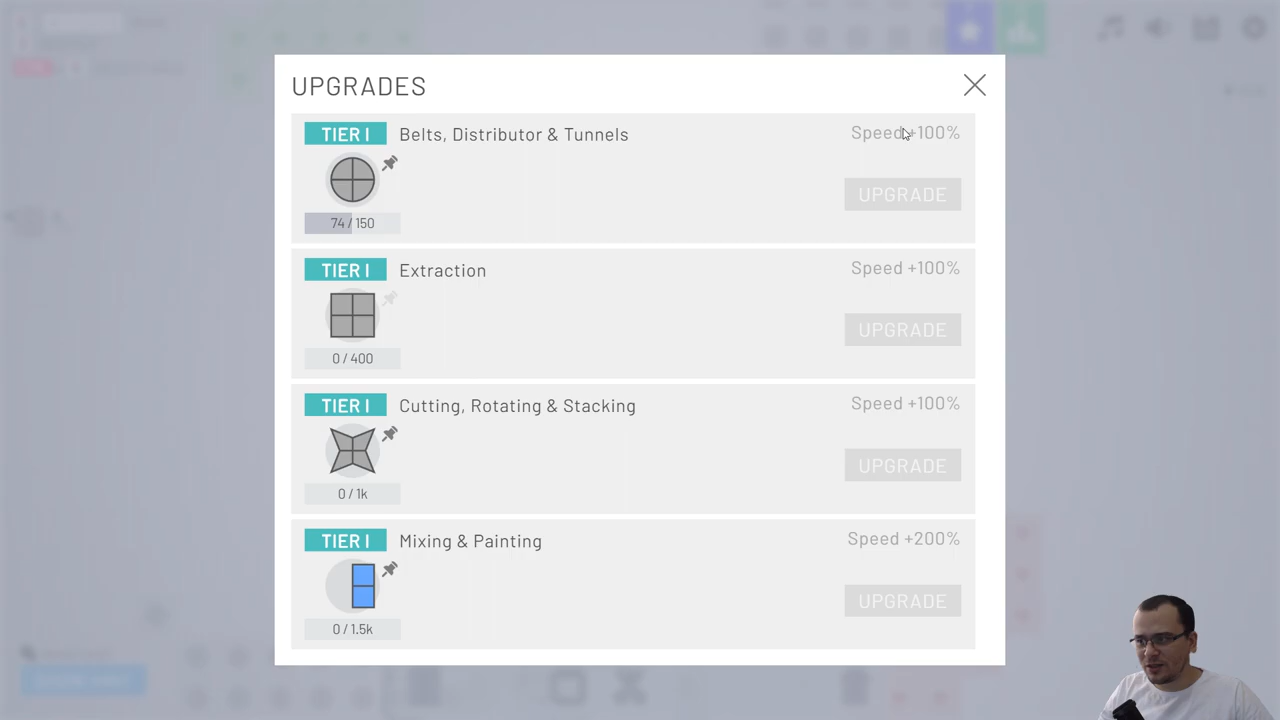 UPGRADES
TIER I Belts, Distributor & Tunnels Speed +100%
UPGRADE
74 / 150
TIER I Extraction Speed +100%
UPGRADE
0 / 400
TIER I Cutting, Rotating & Stacking Speed +100%
UPGRADE
0 / 1k
TIER I Mixing & Painting Speed +200%
UPGRADE
0 / 1.5k